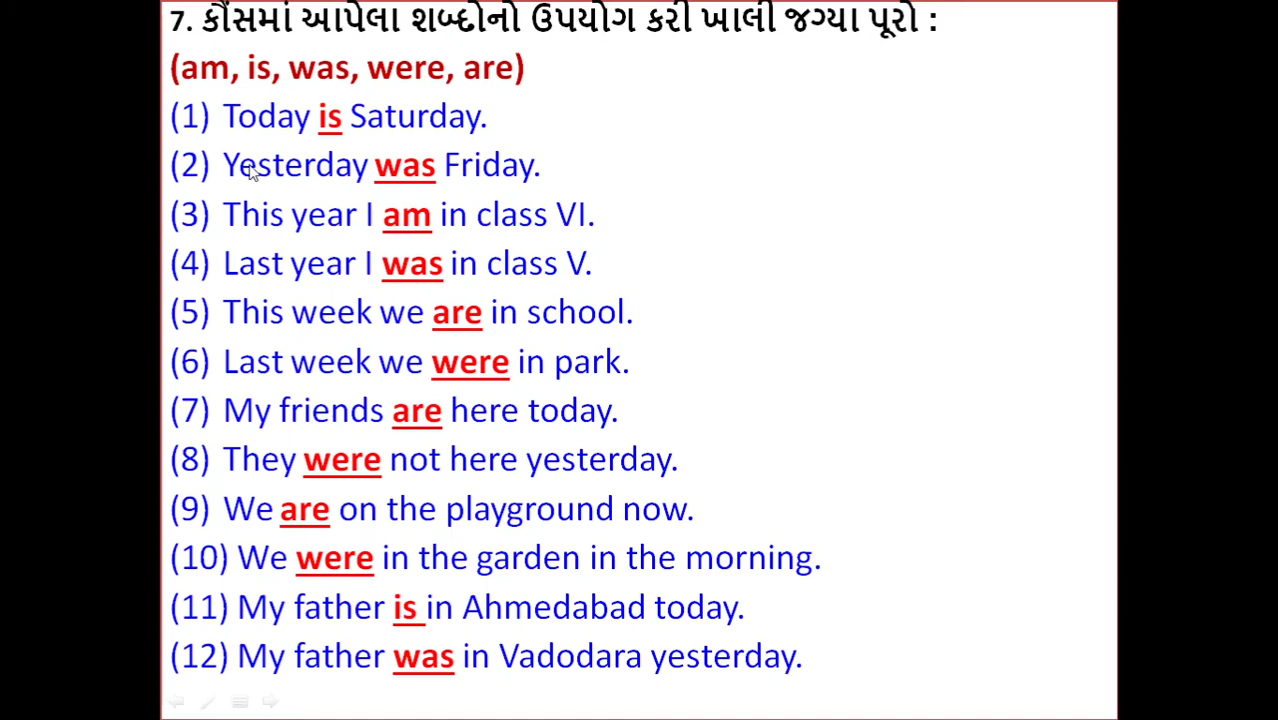 7. કૌંસમાં આપેલા શબ્દોનો ઉપયોગ કરી ખાલી જગ્યા પૂરો :
(am, is, was, were, are)
(1) Today is Saturday.
(2) Yesterday was Friday.
(3) This year I am in class VI.
(4) Last year I was in class V.
(5) This week we are in school.
(6) Last week we were in park.
(7) My friends are here today.
(8) They were not here yesterday.
(9) We are on the playground now.
(10) We were in the garden in the morning.
(11) My father is in Ahmedabad today.
(12) My father was in Vadodara yesterday.